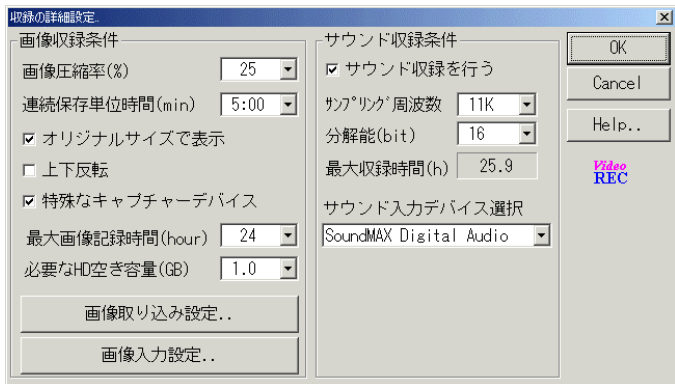 収録の詳細設定..
画像収録条件
画像圧縮率(%) 25
連続保存単位時間(min) 5:00
オリジナルサイズで表示
上下反転
特殊なキャプチャーデバイス
最大画像記録時間(hour) 24
必要なHD空き容量(GB) 1.0
画像取り込み設定..
画像入力設定..
サウンド収録条件
サウンド収録を行う
ｻﾝﾌﾟﾘﾝｸﾞ周波数 11K
分解能(bit) 16
最大収録時間(h) 25.9
サウンド入力デバイス選択
SoundMAX Digital Audio
OK
Cancel
Help..
Video
REC